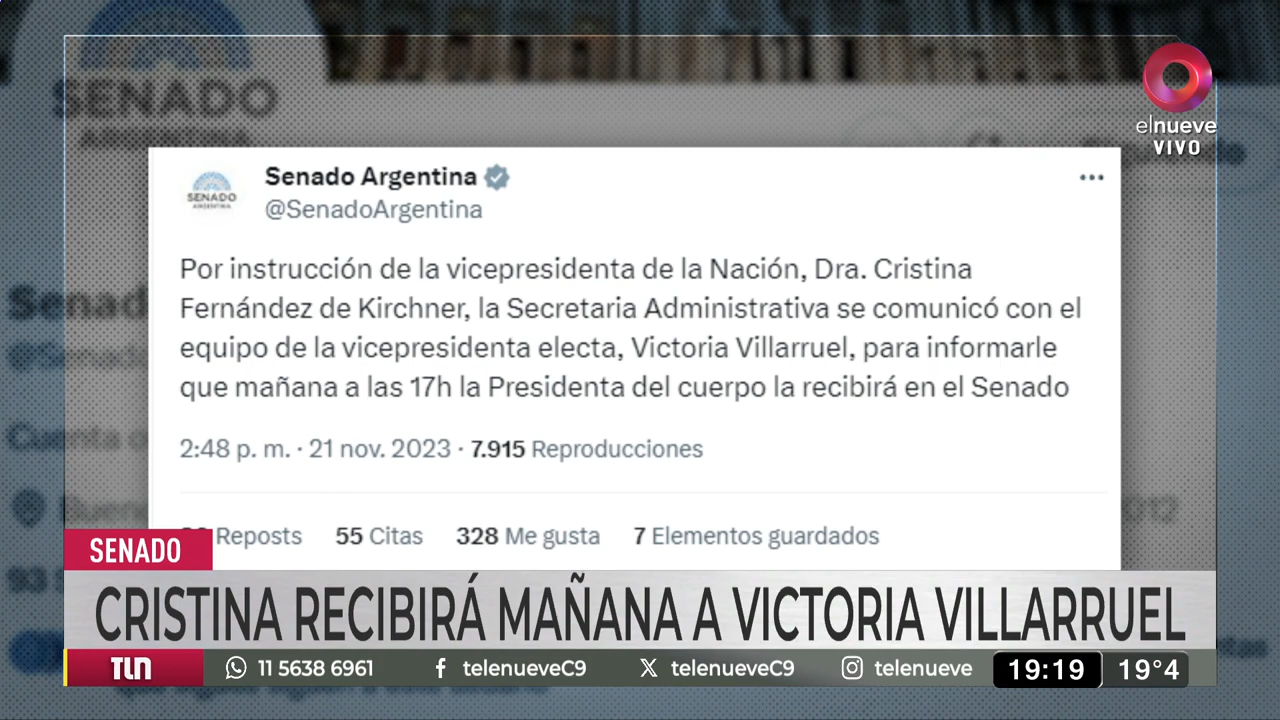 SENADO
ARGENTINA
elnueve
VIVO
SENADO
ARGENTINA
Senado Argentina
@SenadoArgentina
Por instrucción de la vicepresidenta de la Nación, Dra. Cristina
Fernández de Kirchner, la Secretaria Administrativa se comunicó con el
equipo de la vicepresidenta electa, Victoria Villarruel, para informarle
que mañana a las 17h la Presidenta del cuerpo la recibirá en el Senado
2:48 p. m. · 21 nov. 2023 · 7.915 Reproducciones
Reposts 55 Citas 328 Me gusta 7 Elementos guardados
SENADO
CRISTINA RECIBIRÁ MAÑANA A VICTORIA VILLARRUEL
TLN 11 5638 6961 telenueveC9 telenueveC9 telenueve 19:19 19°4